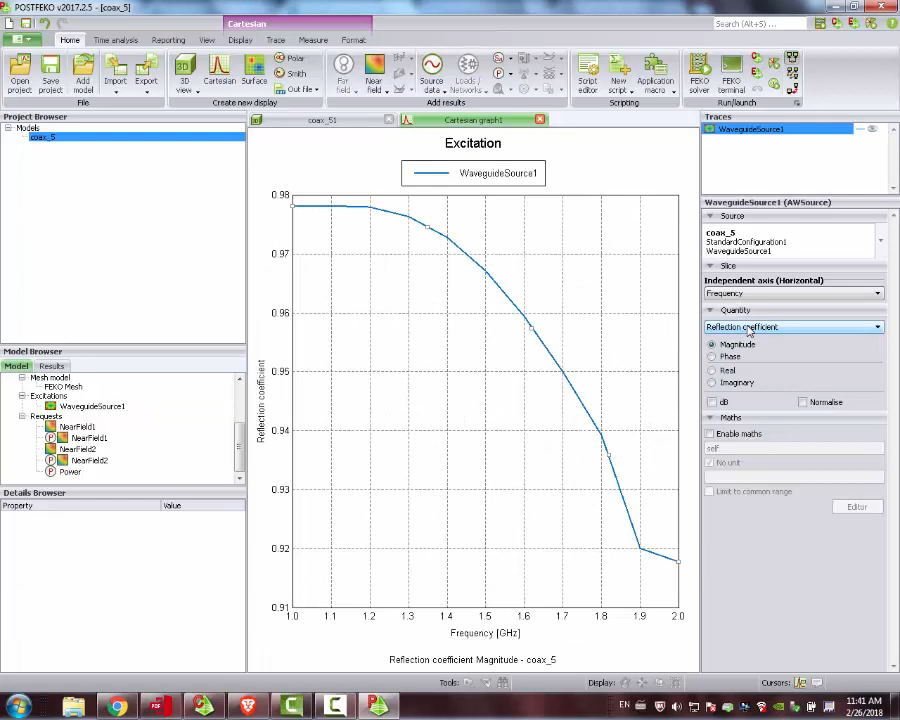 POSTFEKO v2017.2.5 - [coax_5]
Cartesian
Search (Alt+S) . . .
Home Time analysis Reporting View Display Trace Measure Format
Open project
Save project
Add model
Import
Export
3D view
Cartesian
Surface
Polar
Smith
Out file
Far field
Near field
Source data
Loads / Networks
Script editor
New script
Application macro
FEKO solver
FEKO terminal
File Create new display Add results Scripting Run/launch
Project Browser
Models
coax_5
Model Browser
Model Results
Mesh model
FEKO Mesh
Excitations
WaveguideSource1
Requests
NearField1
P NearField1
NearField2
P NearField2
P Power
Details Browser
Property Value
coax_51 Cartesian graph1
Excitation
WaveguideSource1
0.98
0.97
0.96
0.95
0.94
0.93
0.92
0.91
Reflection coefficient
1.0 1.1 1.2 1.3 1.4 1.5 1.6 1.7 1.8 1.9 2.0
Frequency [GHz]
Reflection coefficient Magnitude - coax_5
Traces
WaveguideSource1
WaveguideSource1 (AWSource)
Source
coax_5
StandardConfiguration1
WaveguideSource1
Slice
Independent axis (Horizontal)
Frequency
Quantity
Reflection coefficient
Magnitude
Phase
Real
Imaginary
dB Normalise
Maths
Enable maths
self
No unit
Limit to common range
Editor
Tools: Display: Cursors:
EN
11:41 AM
2/26/2018